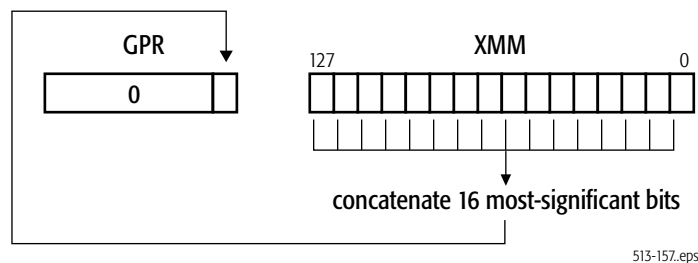 GPR
XMM
127
0
0
concatenate 16 most-significant bits
513-157..eps